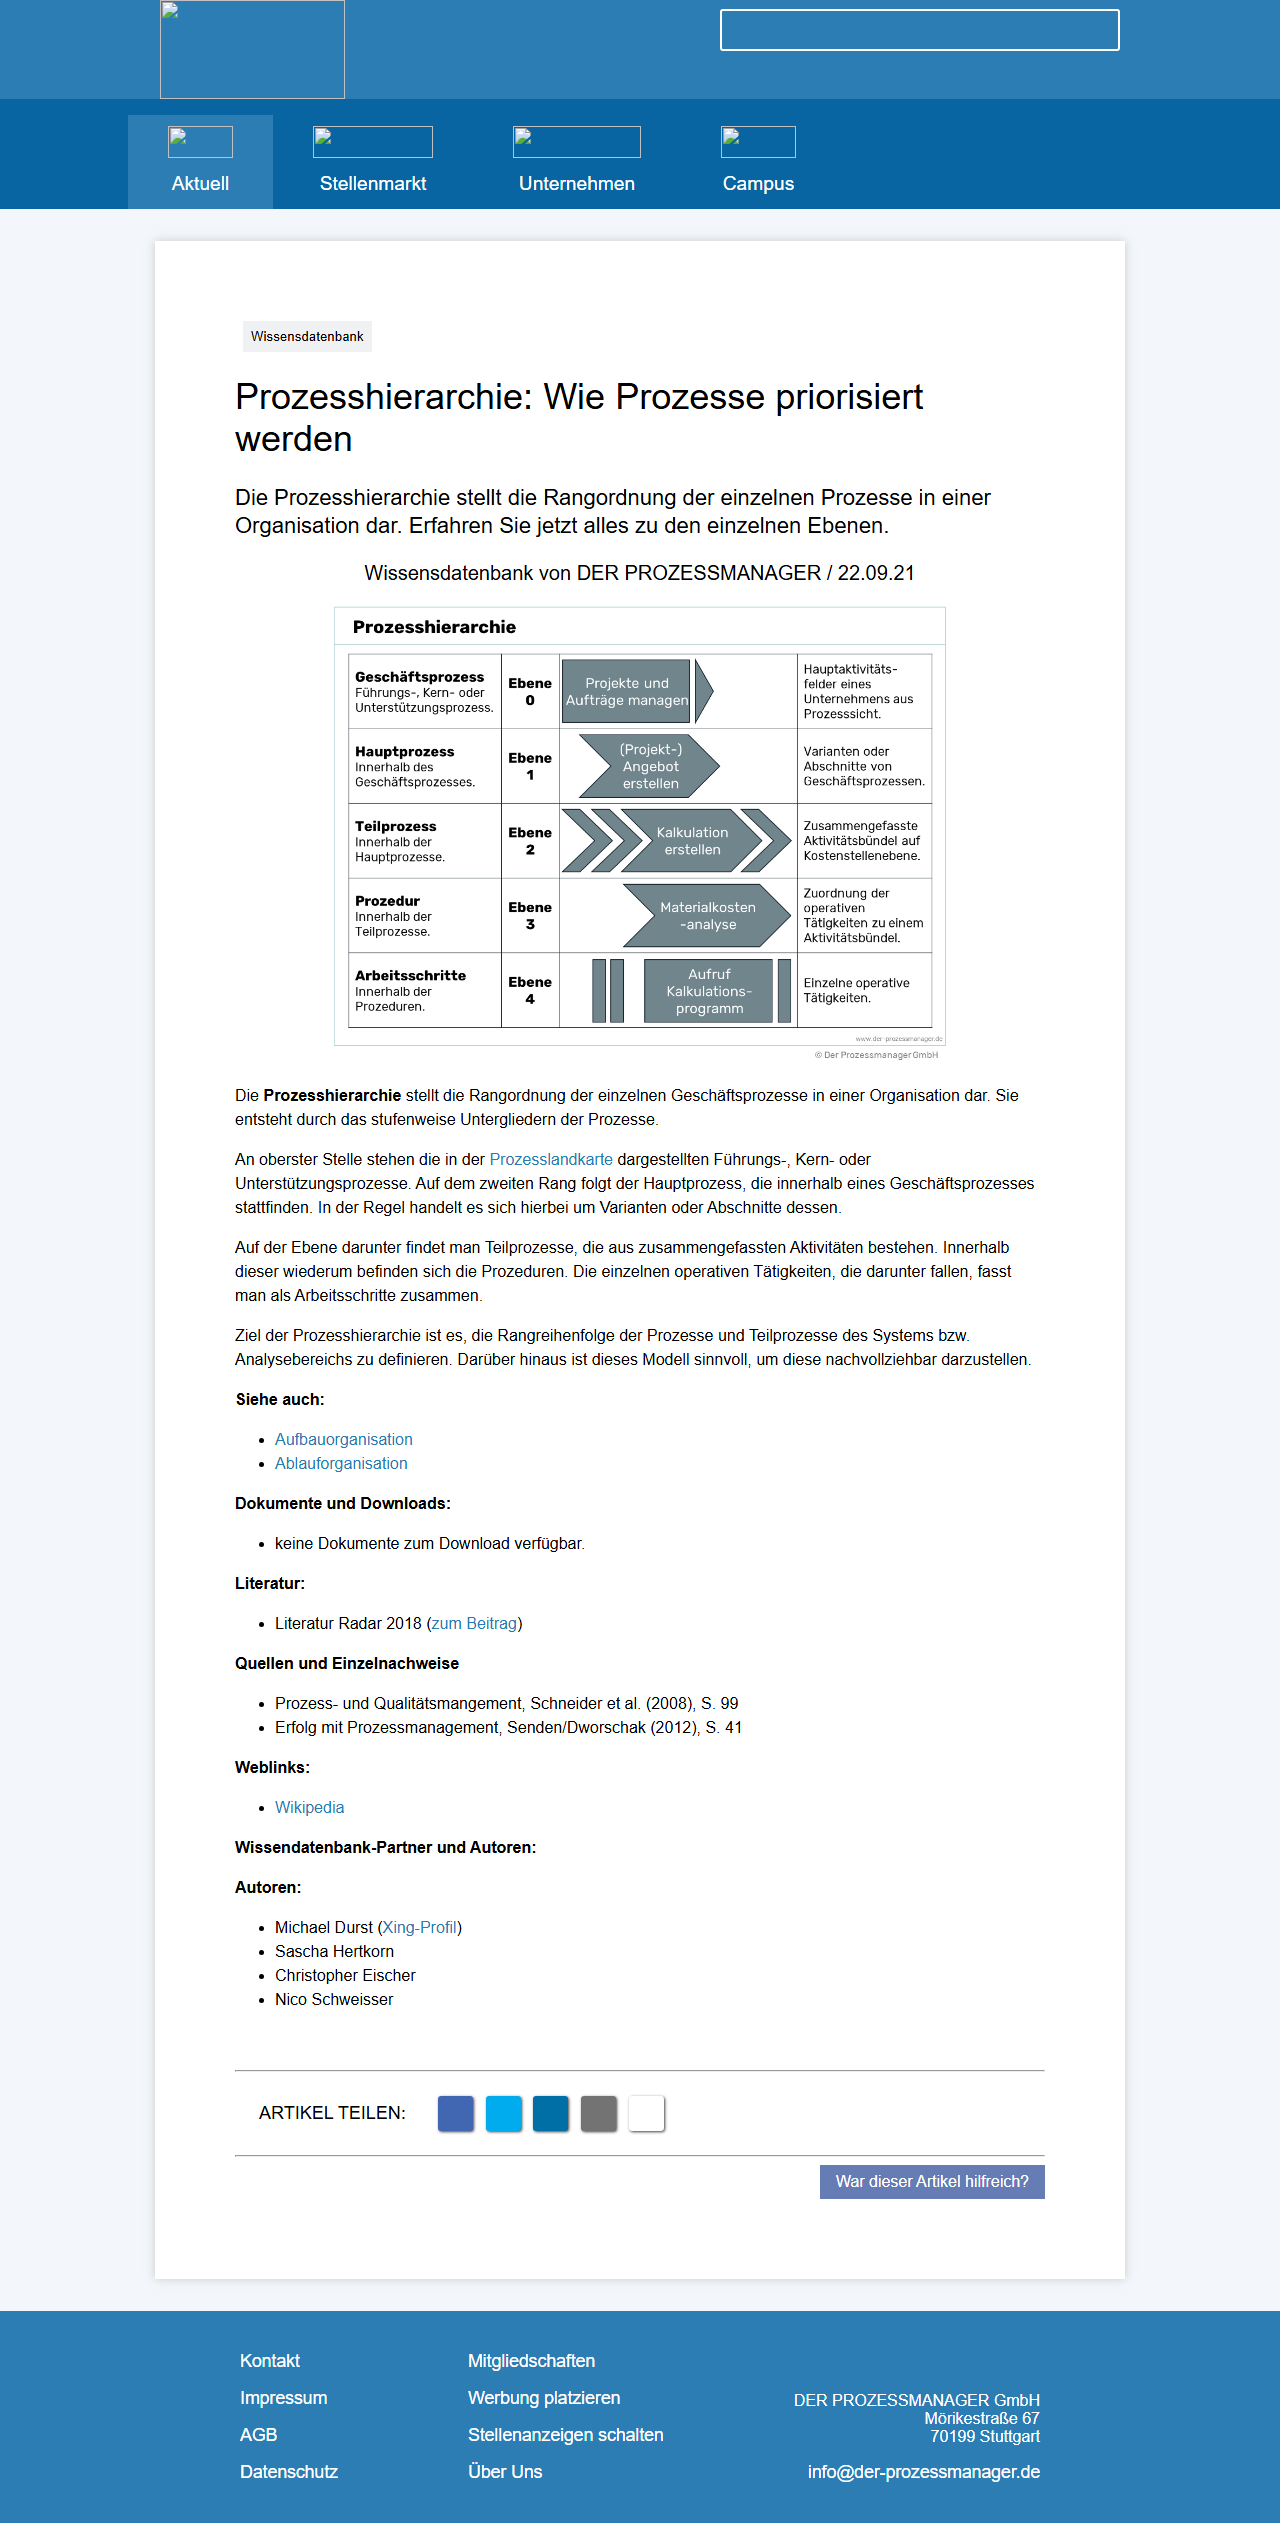 Aktuell
Stellenmarkt
Unternehmen
Campus
Wissensdatenbank
Prozesshierarchie: Wie Prozesse priorisiert
werden
Die Prozesshierarchie stellt die Rangordnung der einzelnen Prozesse in einer
Organisation dar. Erfahren Sie jetzt alles zu den einzelnen Ebenen.
Wissensdatenbank von DER PROZESSMANAGER / 22.09.21
Prozesshierarchie
Geschäftsprozess
Führungs-, Kern- oder
Unterstützungsprozess.
Ebene
0
Projekte und
Aufträge managen
Hauptaktivitäts-
felder eines
Unternehmens aus
Prozesssicht.
Hauptprozess
Innerhalb des
Geschäftsprozesses.
Ebene
1
(Projekt-)
Angebot
erstellen
Varianten oder
Abschnitte von
Geschäftsprozessen.
Teilprozess
Innerhalb der
Hauptprozesse.
Ebene
2
Kalkulation
erstellen
Zusammengefasste
Aktivitätsbündel auf
Kostenstellenebene.
Prozedur
Innerhalb der
Teilprozesse.
Ebene
3
Materialkosten
-analyse
Zuordnung der
operativen
Tätigkeiten zu einem
Aktivitätsbündel.
Arbeitsschritte
Innerhalb der
Prozeduren.
Ebene
4
Aufruf
Kalkulations-
programm
Einzelne operative
Tätigkeiten.
www.der-prozessmanager.de
© Der Prozessmanager GmbH
Die Prozesshierarchie stellt die Rangordnung der einzelnen Geschäftsprozesse in einer Organisation dar. Sie
entsteht durch das stufenweise Untergliedern der Prozesse.
An oberster Stelle stehen die in der Prozesslandkarte dargestellten Führungs-, Kern- oder
Unterstützungsprozesse. Auf dem zweiten Rang folgt der Hauptprozess, die innerhalb eines Geschäftsprozesses
stattfinden. In der Regel handelt es sich hierbei um Varianten oder Abschnitte dessen.
Auf der Ebene darunter findet man Teilprozesse, die aus zusammengefassten Aktivitäten bestehen. Innerhalb
dieser wiederum befinden sich die Prozeduren. Die einzelnen operativen Tätigkeiten, die darunter fallen, fasst
man als Arbeitsschritte zusammen.
Ziel der Prozesshierarchie ist es, die Rangreihenfolge der Prozesse und Teilprozesse des Systems bzw.
Analysebereichs zu definieren. Darüber hinaus ist dieses Modell sinnvoll, um diese nachvollziehbar darzustellen.
Siehe auch:
Aufbauorganisation
Ablauforganisation
Dokumente und Downloads:
keine Dokumente zum Download verfügbar.
Literatur:
Literatur Radar 2018 (zum Beitrag)
Quellen und Einzelnachweise
Prozess- und Qualitätsmangement, Schneider et al. (2008), S. 99
Erfolg mit Prozessmanagement, Senden/Dworschak (2012), S. 41
Weblinks:
Wikipedia
Wissendatenbank-Partner und Autoren:
Autoren:
Michael Durst (Xing-Profil)
Sascha Hertkorn
Christopher Eischer
Nico Schweisser
ARTIKEL TEILEN:
War dieser Artikel hilfreich?
Kontakt
Impressum
AGB
Datenschutz
Mitgliedschaften
Werbung platzieren
Stellenanzeigen schalten
Über Uns
DER PROZESSMANAGER GmbH
Mörikestraße 67
70199 Stuttgart
info@der-prozessmanager.de